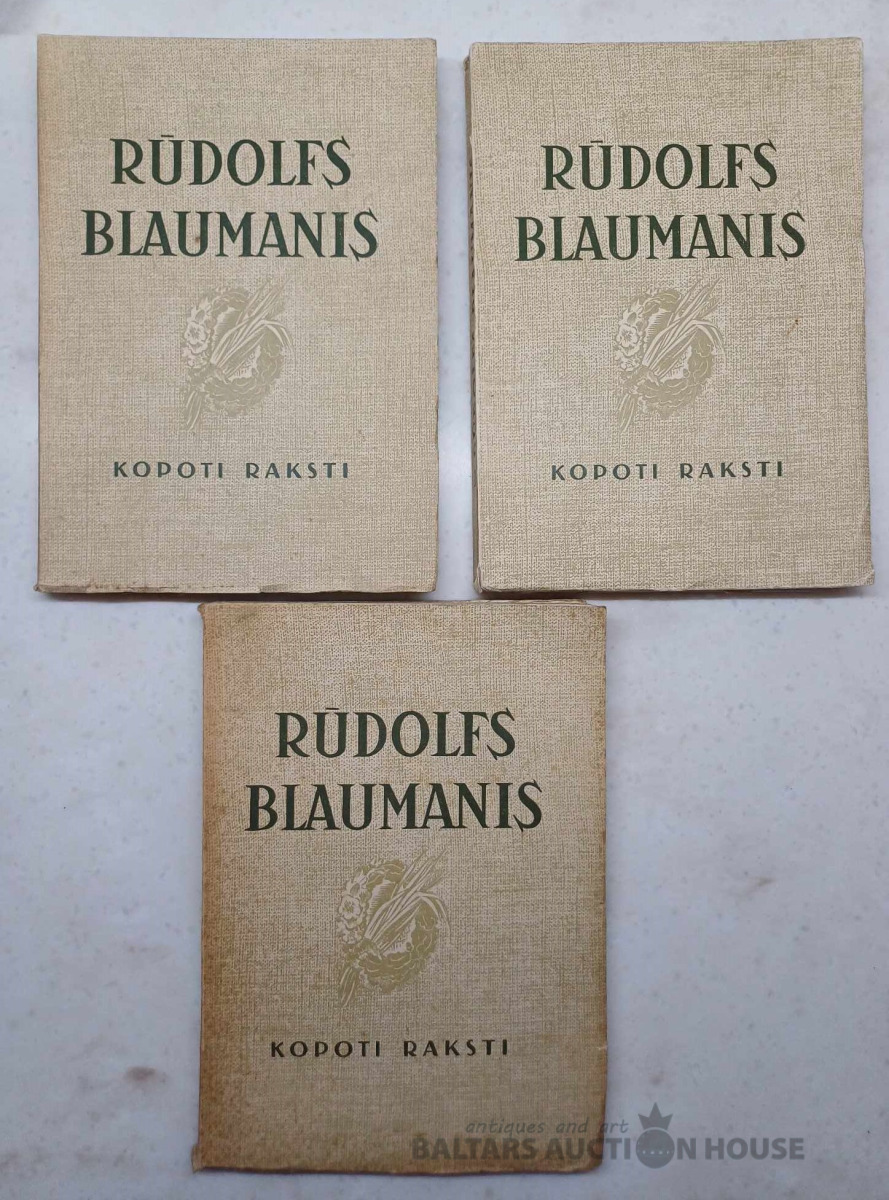 RŪDOLFS
BLAUMANIS
KOPOTI RAKSTI
RŪDOLFS
BLAUMANIS
KOPOTI RAKSTI
RŪDOLFS
BLAUMANIS
KOPOTI RAKSTI
antiques and art
BALTARS AUCTION HOUSE